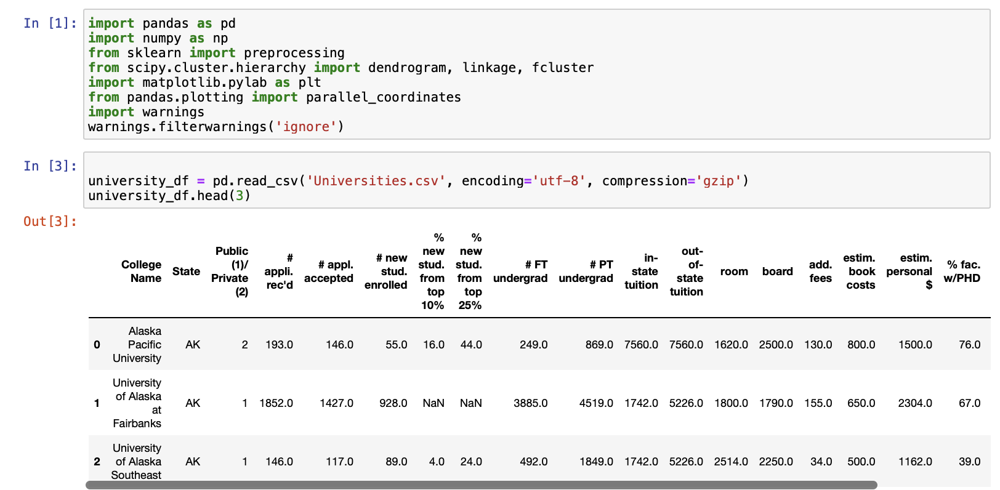 In [1]:
import pandas as pd
import numpy as np
from sklearn import preprocessing
from scipy.cluster.hierarchy import dendrogram, linkage, fcluster
import matplotlib.pylab as plt
from pandas.plotting import parallel_coordinates
import warnings
warnings.filterwarnings('ignore')
In [3]:
university_df = pd.read_csv('Universities.csv', encoding='utf-8', compression='gzip')
university_df.head(3)
Out[3]:
College Name State Public (1)/ Private (2) # appli. rec'd # appl. accepted # new stud. enrolled % new stud. from top 10% % new stud. from top 25% # FT undergrad # PT undergrad in-state tuition out-of-state tuition room board add. fees estim. book costs estim. personal $ % fac. w/PHD
0 Alaska Pacific University AK 2 193.0 146.0 55.0 16.0 44.0 249.0 869.0 7560.0 7560.0 1620.0 2500.0 130.0 800.0 1500.0 76.0
1 University of Alaska at Fairbanks AK 1 1852.0 1427.0 928.0 NaN NaN 3885.0 4519.0 1742.0 5226.0 1800.0 1790.0 155.0 650.0 2304.0 67.0
2 University of Alaska Southeast AK 1 146.0 117.0 89.0 4.0 24.0 492.0 1849.0 1742.0 5226.0 2514.0 2250.0 34.0 500.0 1162.0 39.0